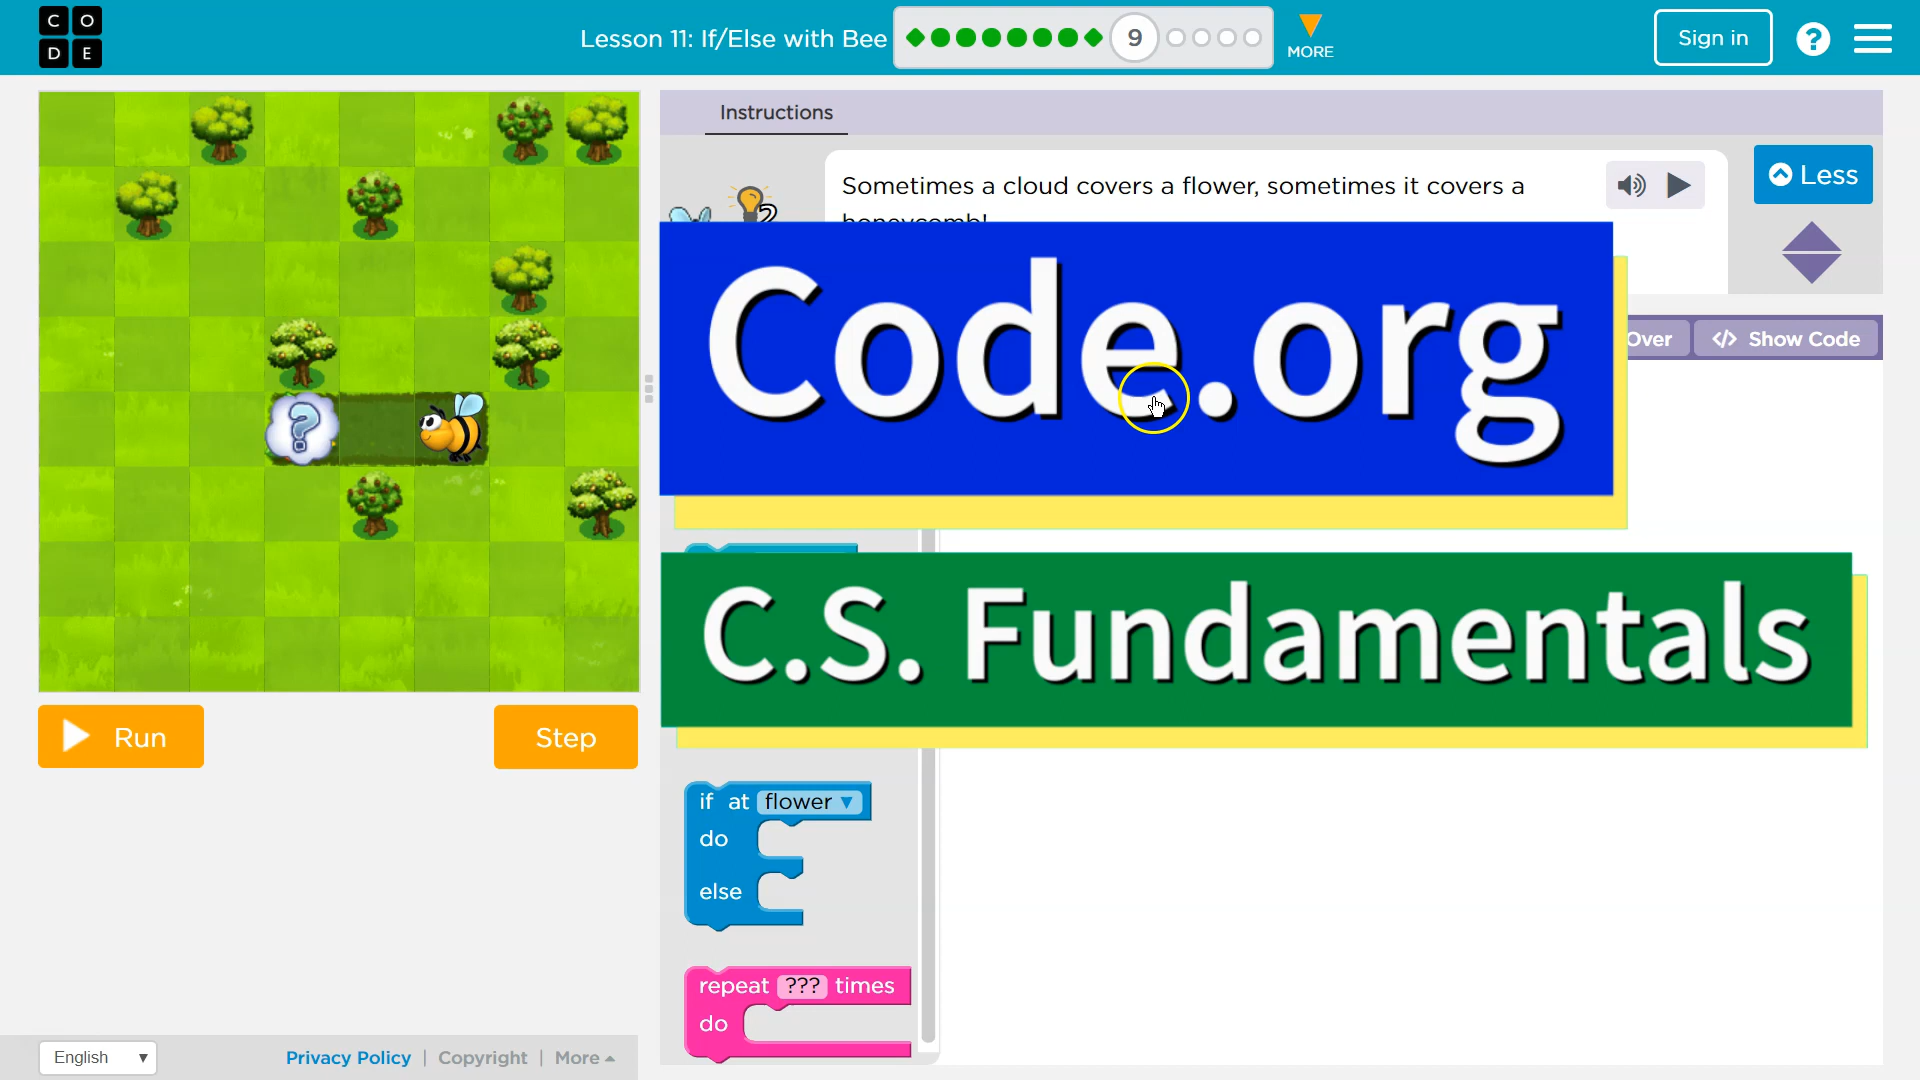 C O
D E
Lesson 11: If/Else with Bee
9
MORE
Sign in
?
Instructions
2
Sometimes a cloud covers a flower, sometimes it covers a
honeycomb!
Less
Code.org
Over
</> Show Code
?
C.S. Fundamentals
Run
Step
if at flower
do
else
repeat ??? times
do
English
Privacy Policy | Copyright | More